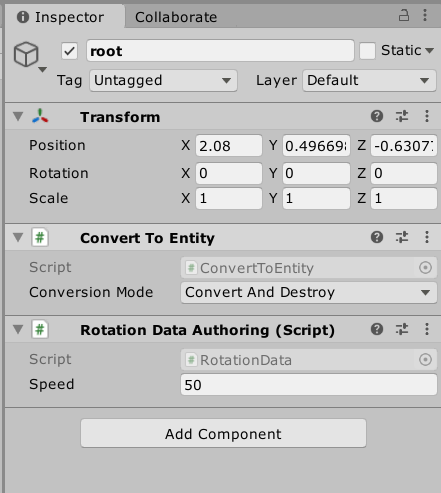 Inspector Collaborate
root Static
Tag Untagged Layer Default
Transform
Position X 2.08 Y 0.49669 Z -0.6307
Rotation X 0 Y 0 Z 0
Scale X 1 Y 1 Z 1
# Convert To Entity
Script # ConvertToEntity
Conversion Mode Convert And Destroy
# Rotation Data Authoring (Script)
Script # RotationData
Speed 50
Add Component